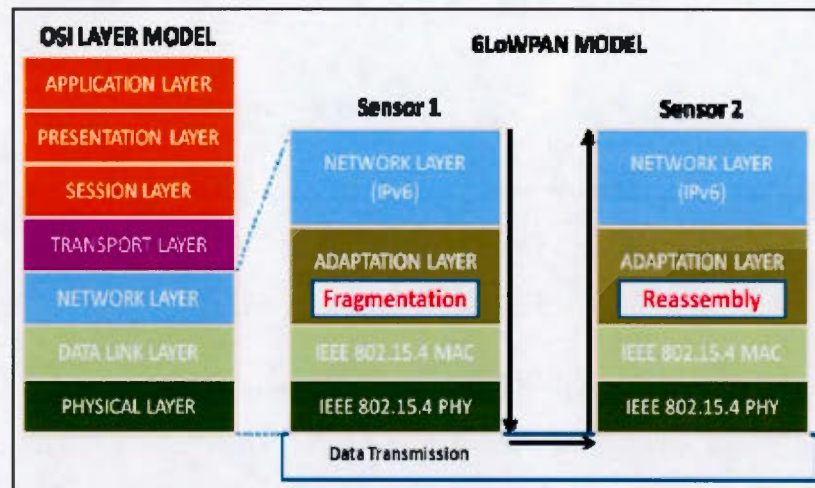 OSI LAYER MODEL
APPLICATION LAYER
PRESENTATION LAYER
SESSION LAYER
TRANSPORT LAYER
NETWORK LAYER
DATA LINK LAYER
PHYSICAL LAYER
6LoWPAN MODEL
Sensor 1
NETWORK LAYER
(IPv6)
ADAPTATION LAYER
Fragmentation
IEEE 802.15.4 MAC
IEEE 802.15.4 PHY
Sensor 2
NETWORK LAYER
(IPv6)
ADAPTATION LAYER
Reassembly
IEEE 802.15.4 MAC
IEEE 802.15.4 PHY
Data Transmission